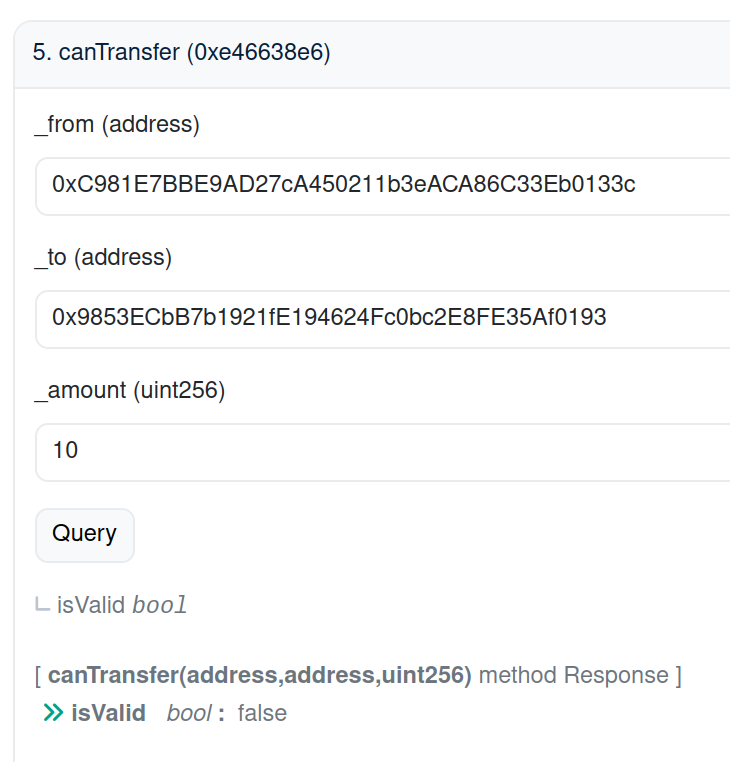 5. canTransfer (0xe46638e6)
_from (address)
0xC981E7BBE9AD27cA450211b3eACA86C33Eb0133c
_to (address)
0x9853ECbB7b1921fE194624Fc0bc2E8FE35Af0193
_amount (uint256)
10
Query
isValid bool
[ canTransfer(address,address,uint256) method Response ]
isValid bool : false